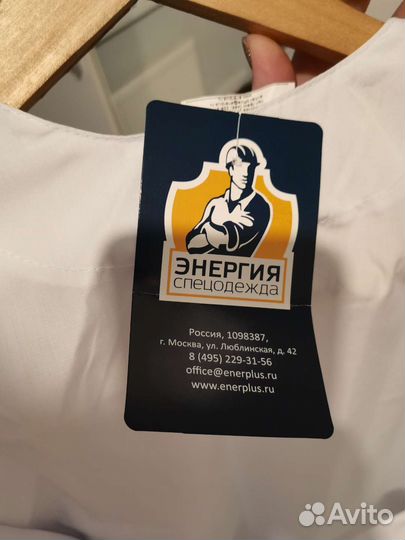 ЭНЕРГИЯ
СПЕЦОДЕЖДА
Россия, 1098387,
г. Москва, ул. Люблинская, д. 42
8 (495) 229-31-56
office@enerplus.ru
www.enerplus.ru
Avito